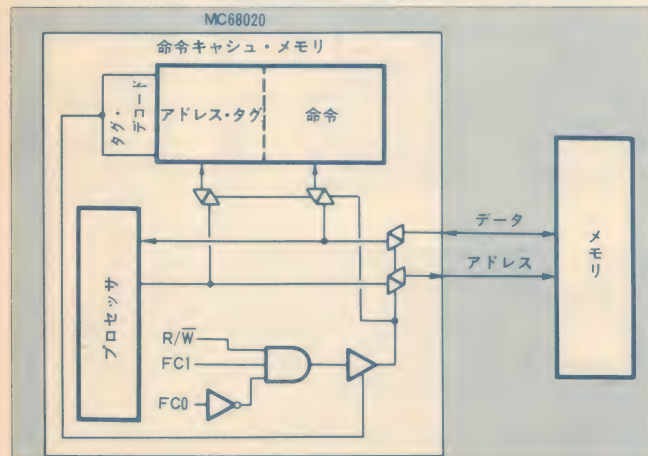 MC68020
命令キャシュ・メモリ
タグ・
デコード
アドレス・タグ
命令
プロセッサ
データ
アドレス
メモリ
R/W̅
FC1
FC0